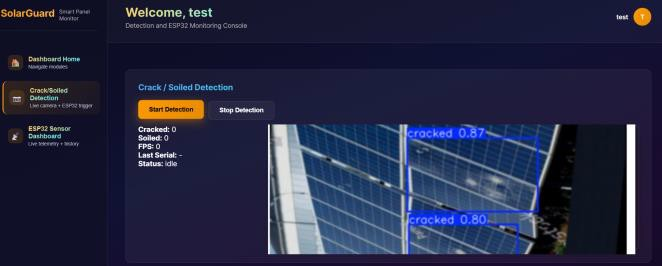 SolarGuard
Smart Panel
Monitor
Dashboard Home
Navigate modules
Crack/Soiled
Detection
Live camera + ESP32 trigger
ESP32 Sensor
Dashboard
Live telemetry + history
Welcome, test
Detection and ESP32 Monitoring Console
test
T
Crack / Soiled Detection
Start Detection
Stop Detection
Cracked: 0
Soiled: 0
FPS: 0
Last Serial: -
Status: Idle
cracked 0.87
cracked 0.80